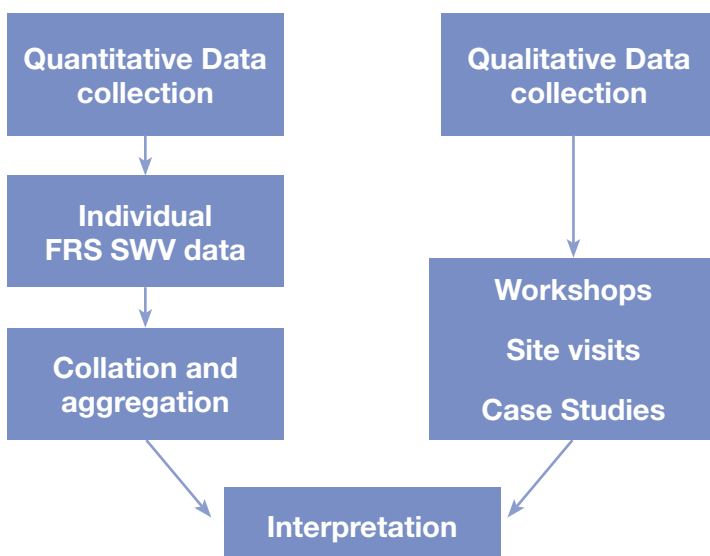 Quantitative Data
collection
Qualitative Data
collection
Individual
FRS SWV data
Workshops
Site visits
Case Studies
Collation and
aggregation
Interpretation